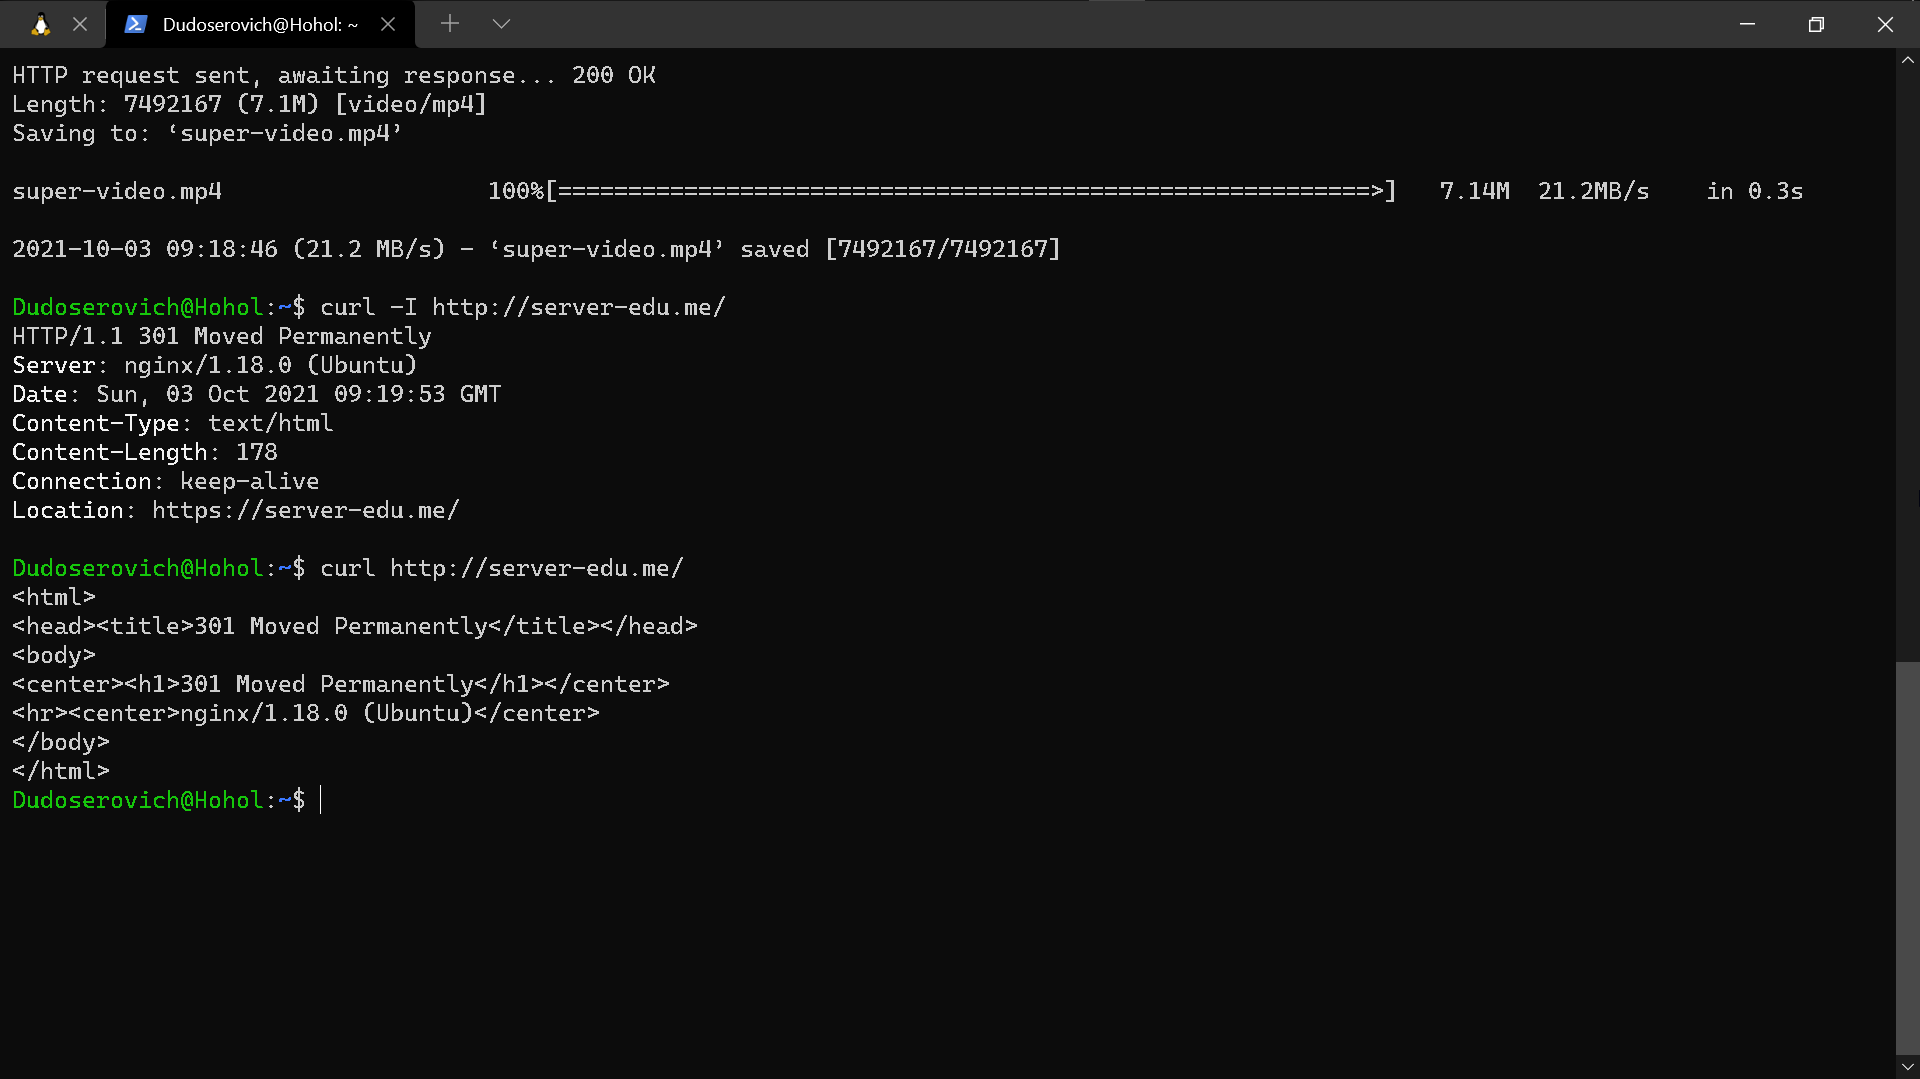 Dudoserovich@Hohol: ~
HTTP request sent, awaiting response... 200 OK
Length: 7492167 (7.1M) [video/mp4]
Saving to: ‘super-video.mp4’
super-video.mp4 100%[==========================================================>] 7.14M 21.2MB/s in 0.3s
2021-10-03 09:18:46 (21.2 MB/s) - ‘super-video.mp4’ saved [7492167/7492167]
Dudoserovich@Hohol:~$ curl -I http://server-edu.me/
HTTP/1.1 301 Moved Permanently
Server: nginx/1.18.0 (Ubuntu)
Date: Sun, 03 Oct 2021 09:19:53 GMT
Content-Type: text/html
Content-Length: 178
Connection: keep-alive
Location: https://server-edu.me/
Dudoserovich@Hohol:~$ curl http://server-edu.me/
<html>
<head><title>301 Moved Permanently</title></head>
<body>
<center><h1>301 Moved Permanently</h1></center>
<hr><center>nginx/1.18.0 (Ubuntu)</center>
</body>
</html>
Dudoserovich@Hohol:~$